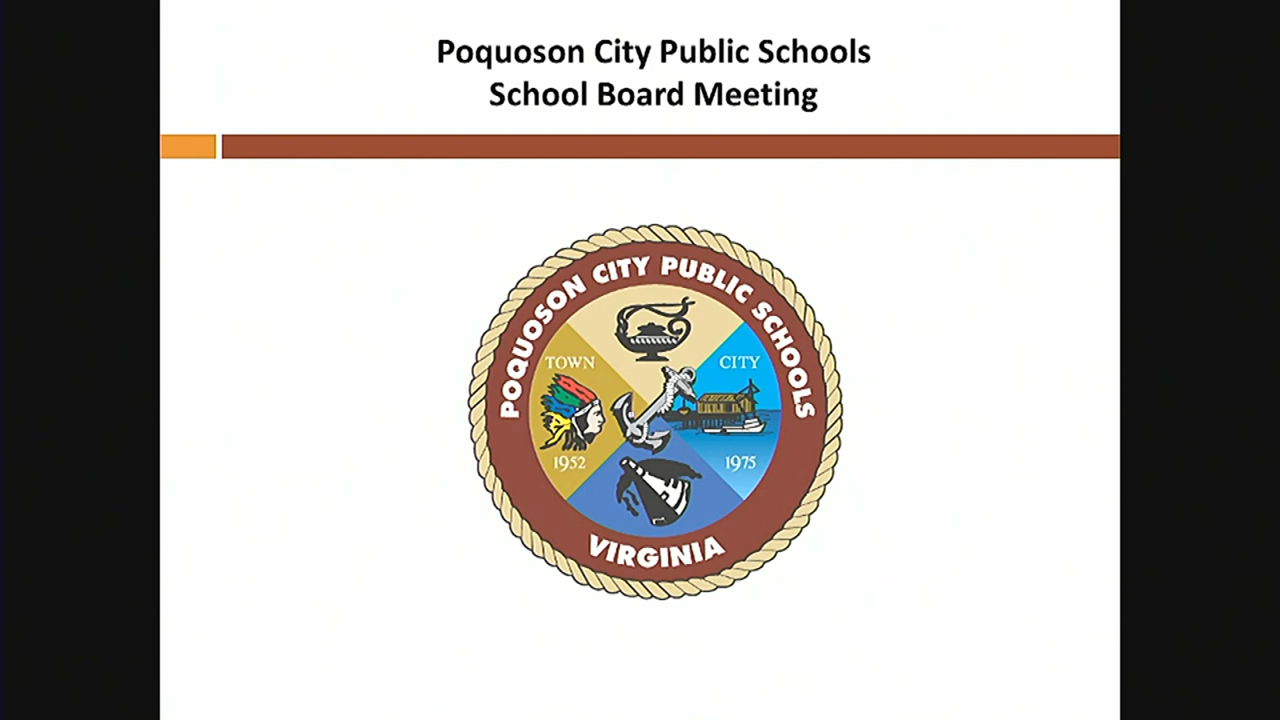 Poquoson City Public Schools
School Board Meeting
POQUOSON CITY PUBLIC SCHOOLS
TOWN
CITY
1952
1975
VIRGINIA